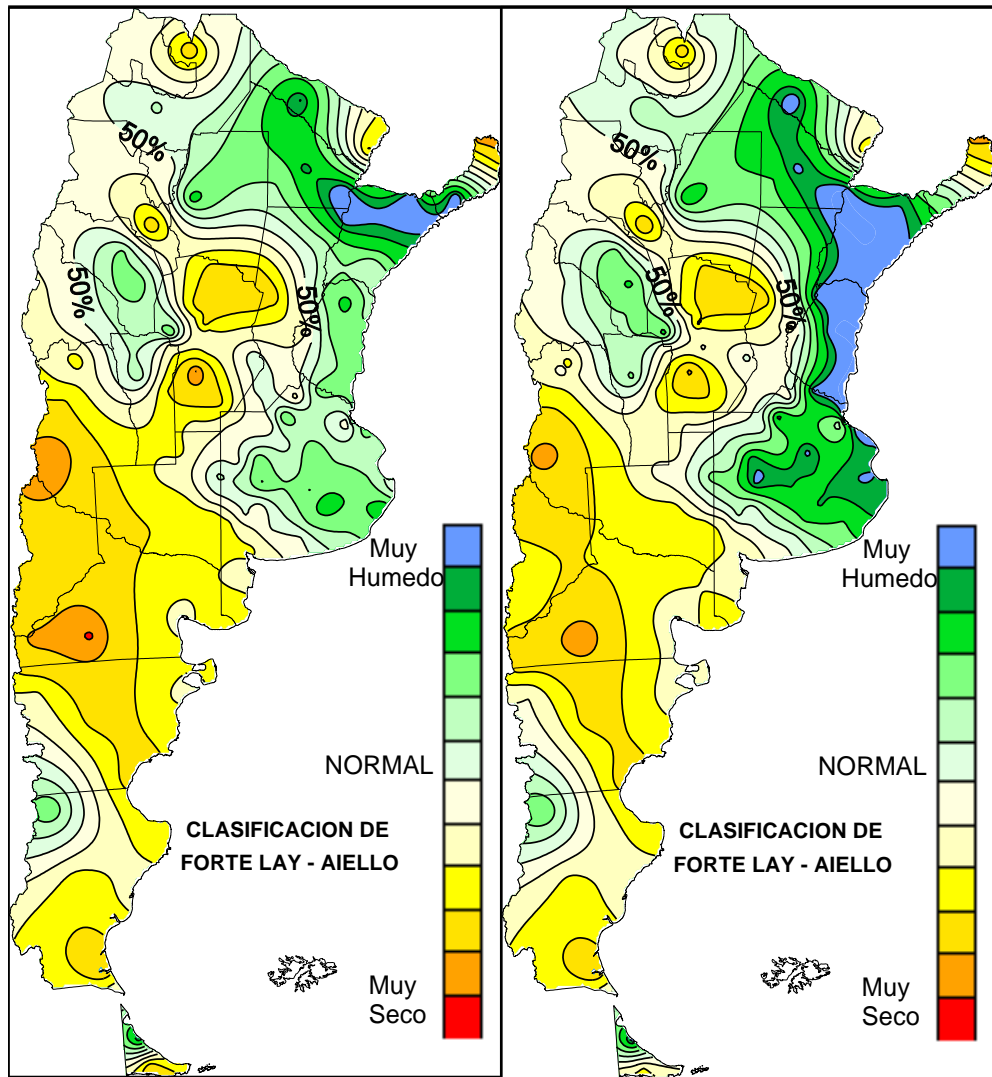 50%
50%
50%
Muy
Humedo
NORMAL
CLASIFICACION DE
FORTE LAY - AIELLO
Muy
Seco
50%
50%
50%
Muy
Humedo
NORMAL
CLASIFICACION DE
FORTE LAY - AIELLO
Muy
Seco